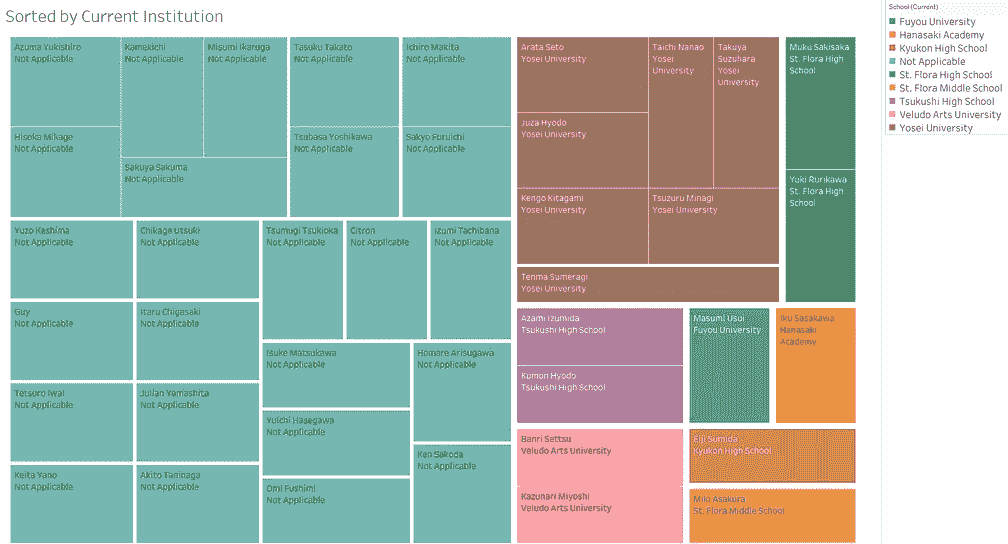 Sorted by Current Institution
Azuma Yukishiro
Not Applicable
Kamekichi
Not Applicable
Misumi Ikaruga
Not Applicable
Tasuku Takato
Not Applicable
Ichiro Makita
Not Applicable
Hisoka Mikage
Not Applicable
Sakuya Sakuma
Not Applicable
Tsubasa Yoshikawa
Not Applicable
Sakyo Furuichi
Not Applicable
Yuzo Kashima
Not Applicable
Chikage Utsuki
Not Applicable
Tsumugi Tsukioka
Not Applicable
Citron
Not Applicable
Izumi Tachibana
Not Applicable
Guy
Not Applicable
Itaru Chigasaki
Not Applicable
Isuke Matsukawa
Not Applicable
Homare Arisugawa
Not Applicable
Tetsuro Iwai
Not Applicable
Julian Yamashita
Not Applicable
Yuichi Hasegawa
Not Applicable
Ken Sakoda
Not Applicable
Keita Yano
Not Applicable
Akito Taminaga
Not Applicable
Omi Fushimi
Not Applicable
Arata Seto
Yosei University
Taichi Nanao
Yosei
University
Takuya
Suzuhara
Yosei
University
Juza Hyodo
Yosei University
Kengo Kitagami
Yosei University
Tsuzuru Minagi
Yosei University
Tenma Sumeragi
Yosei University
Muku Sakisaka
St. Flora High
School
Yuki Rurikawa
St. Flora High
School
Azami Izumida
Tsukushi High School
Kumon Hyodo
Tsukushi High School
Masumi Usui
Fuyou University
Iku Sasakawa
Hanasaki
Academy
Banri Settsu
Veludo Arts University
Kazunari Miyoshi
Veludo Arts University
Eiji Sumida
Kyukon High School
Miki Asakura
St. Flora Middle School
School (Current)
Fuyou University
Hanasaki Academy
Kyukon High School
Not Applicable
St. Flora High School
St. Flora Middle School
Tsukushi High School
Veludo Arts University
Yosei University